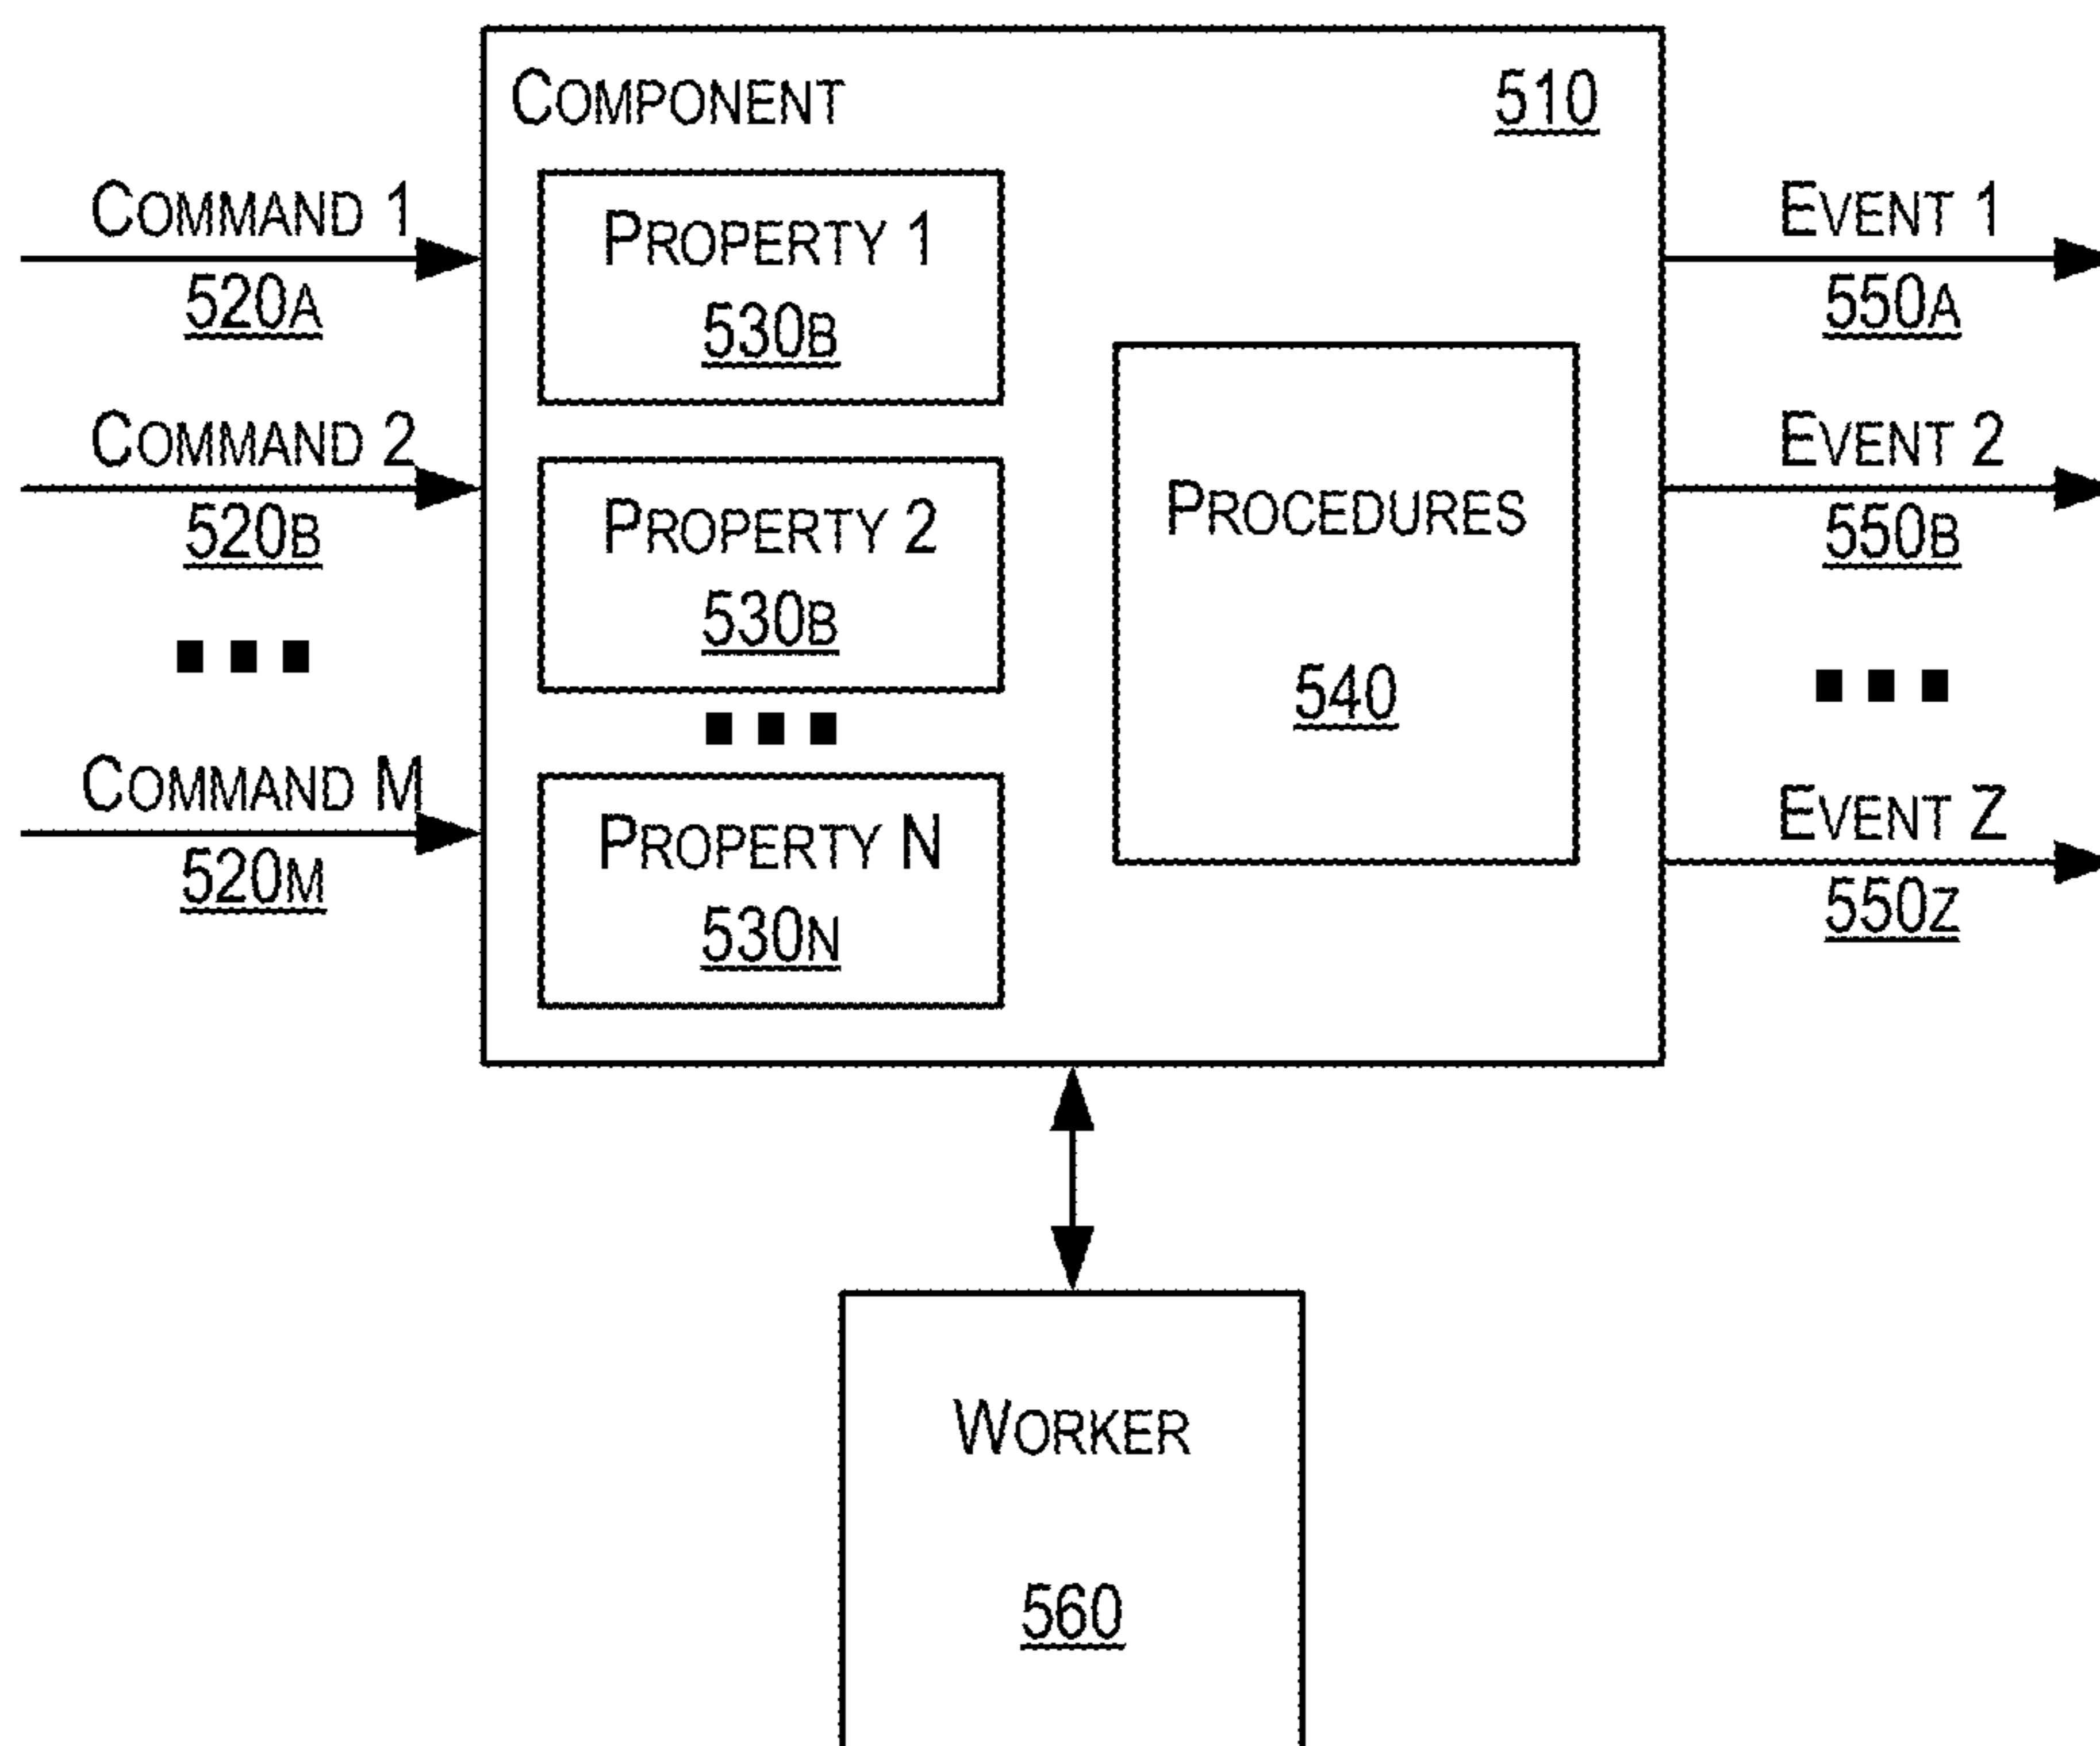 COMPONENT
510
COMMAND 1
520A
COMMAND 2
520B
COMMAND M
520M
PROPERTY 1
530B
PROPERTY 2
530B
PROPERTY N
530N
PROCEDURES
540
EVENT 1
550A
EVENT 2
550B
EVENT Z
550Z
WORKER
560